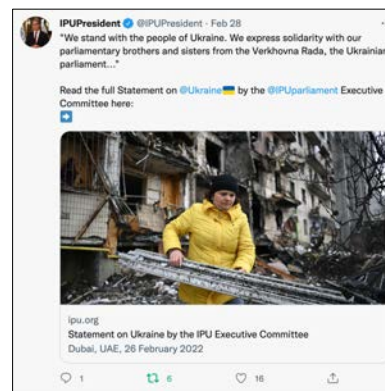 IPUPresident @IPUPresident · Feb 28
"We stand with the people of Ukraine. We express solidarity with our
parliamentary brothers and sisters from the Verkhovna Rada, the Ukrainian
parliament..."
Read the full Statement on @Ukraine🇺🇦 by the @IPUparliament Executive
Committee here:
➡️
ipu.org
Statement on Ukraine by the IPU Executive Committee
Dubai, UAE, 26 February 2022
1 6 16